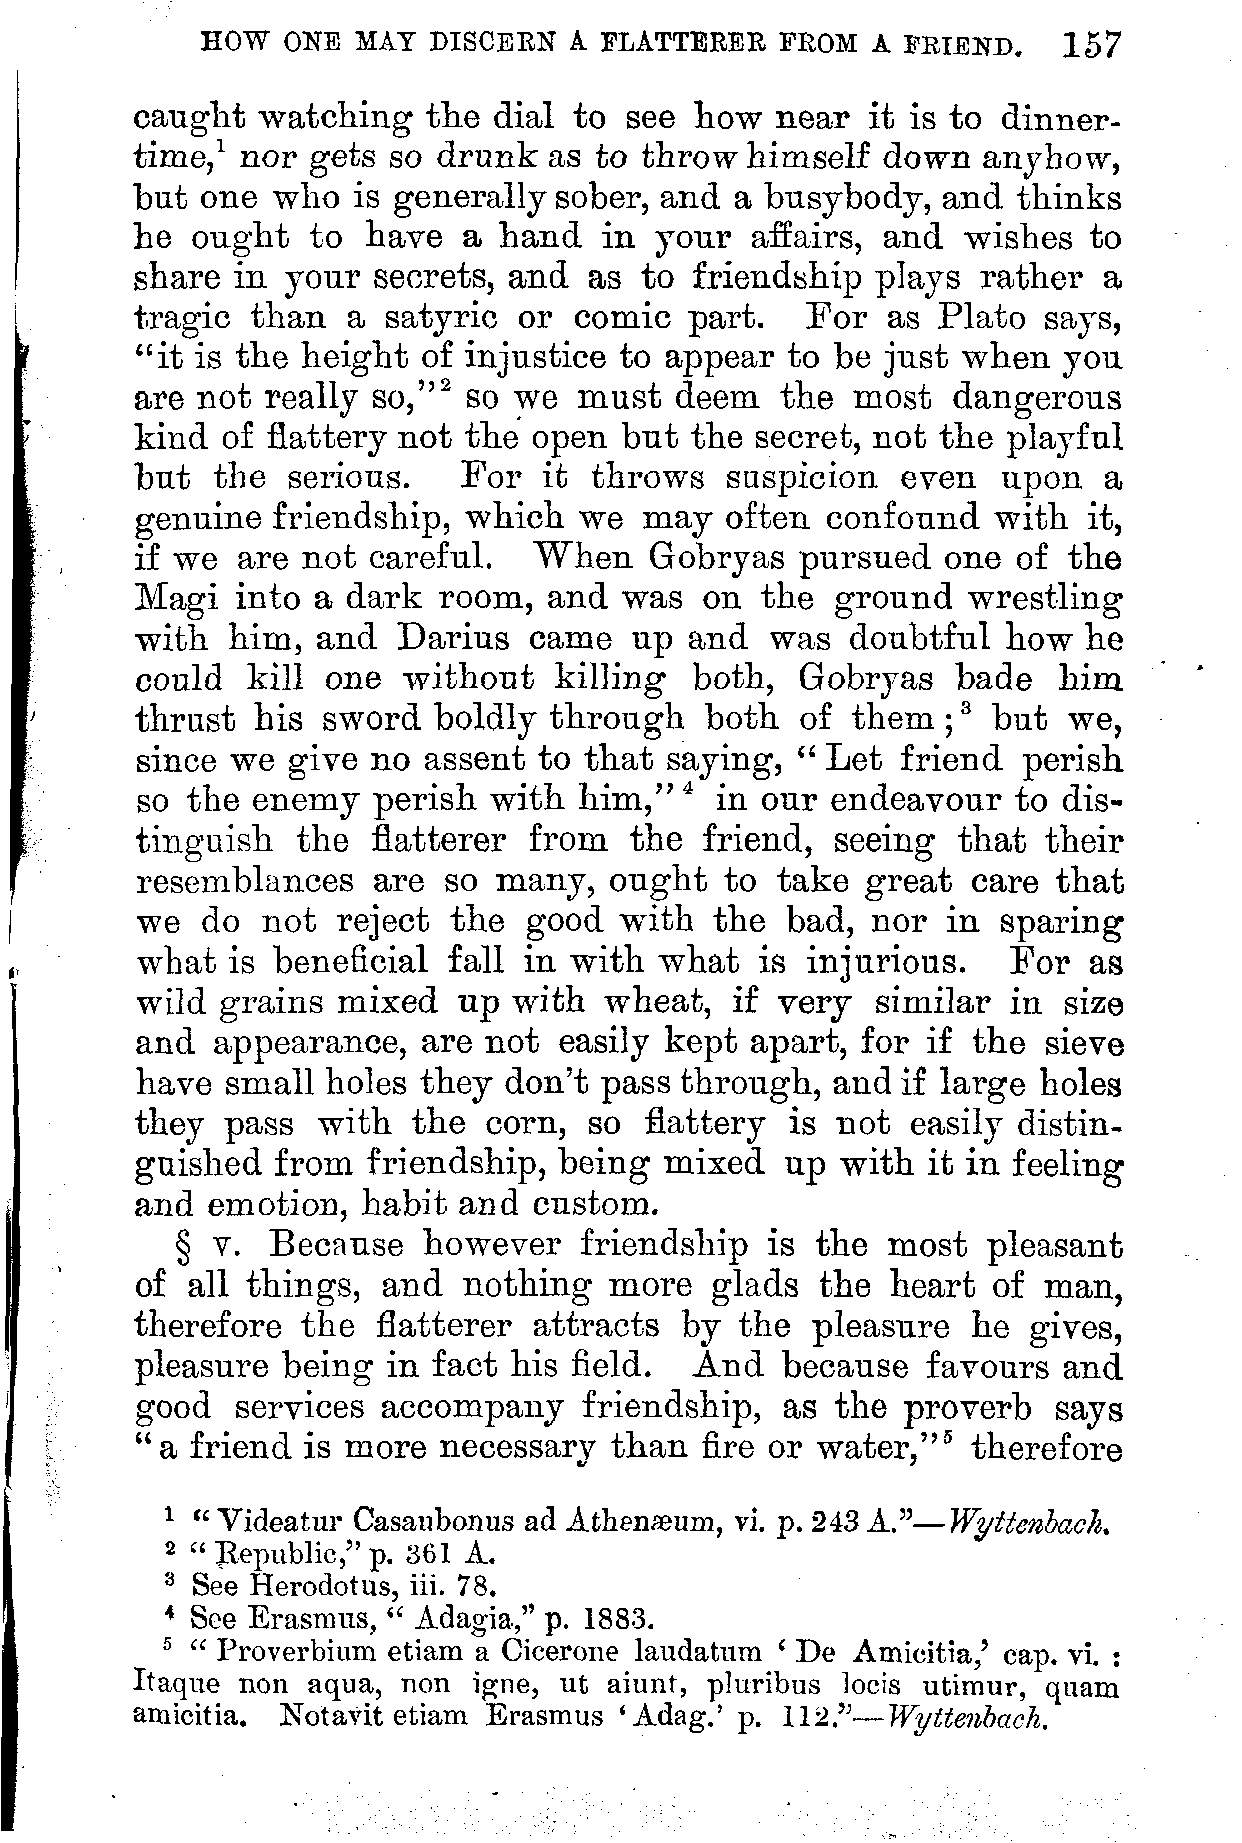 HOW ONE MAY DISCERN A FLATTERER FROM A FRIEND. 157
caught watching the dial to see how near it is to dinner-
time,¹ nor gets so drunk as to throw himself down anyhow,
but one who is generally sober, and a busybody, and thinks
he ought to have a hand in your affairs, and wishes to
share in your secrets, and as to friendship plays rather a
tragic than a satyric or comic part. For as Plato says,
"it is the height of injustice to appear to be just when you
are not really so,"² so we must deem the most dangerous
kind of flattery not the open but the secret, not the playful
but the serious. For it throws suspicion even upon a
genuine friendship, which we may often confound with it,
if we are not careful. When Gobryas pursued one of the
Magi into a dark room, and was on the ground wrestling
with him, and Darius came up and was doubtful how he
could kill one without killing both, Gobryas bade him
thrust his sword boldly through both of them ;³ but we,
since we give no assent to that saying, " Let friend perish
so the enemy perish with him,"⁴ in our endeavour to dis-
tinguish the flatterer from the friend, seeing that their
resemblances are so many, ought to take great care that
we do not reject the good with the bad, nor in sparing
what is beneficial fall in with what is injurious. For as
wild grains mixed up with wheat, if very similar in size
and appearance, are not easily kept apart, for if the sieve
have small holes they don't pass through, and if large holes
they pass with the corn, so flattery is not easily distin-
guished from friendship, being mixed up with it in feeling
and emotion, habit and custom.
§ v. Because however friendship is the most pleasant
of all things, and nothing more glads the heart of man,
therefore the flatterer attracts by the pleasure he gives,
pleasure being in fact his field. And because favours and
good services accompany friendship, as the proverb says
"a friend is more necessary than fire or water,"⁵ therefore
¹ "Videatur Casaubonus ad Athenæum, vi. p. 243 A."—Wyttenbach.
² "Republic," p. 361 A.
³ See Herodotus, iii. 78.
⁴ See Erasmus, " Adagia," p. 1883.
⁵ " Proverbium etiam a Cicerone laudatum ' De Amicitia,' cap. vi. :
Itaque non aqua, non igne, ut aiunt, pluribus locis utimur, quam
amicitia. Notavit etiam Erasmus ' Adag.' p. 112."—Wyttenbach.